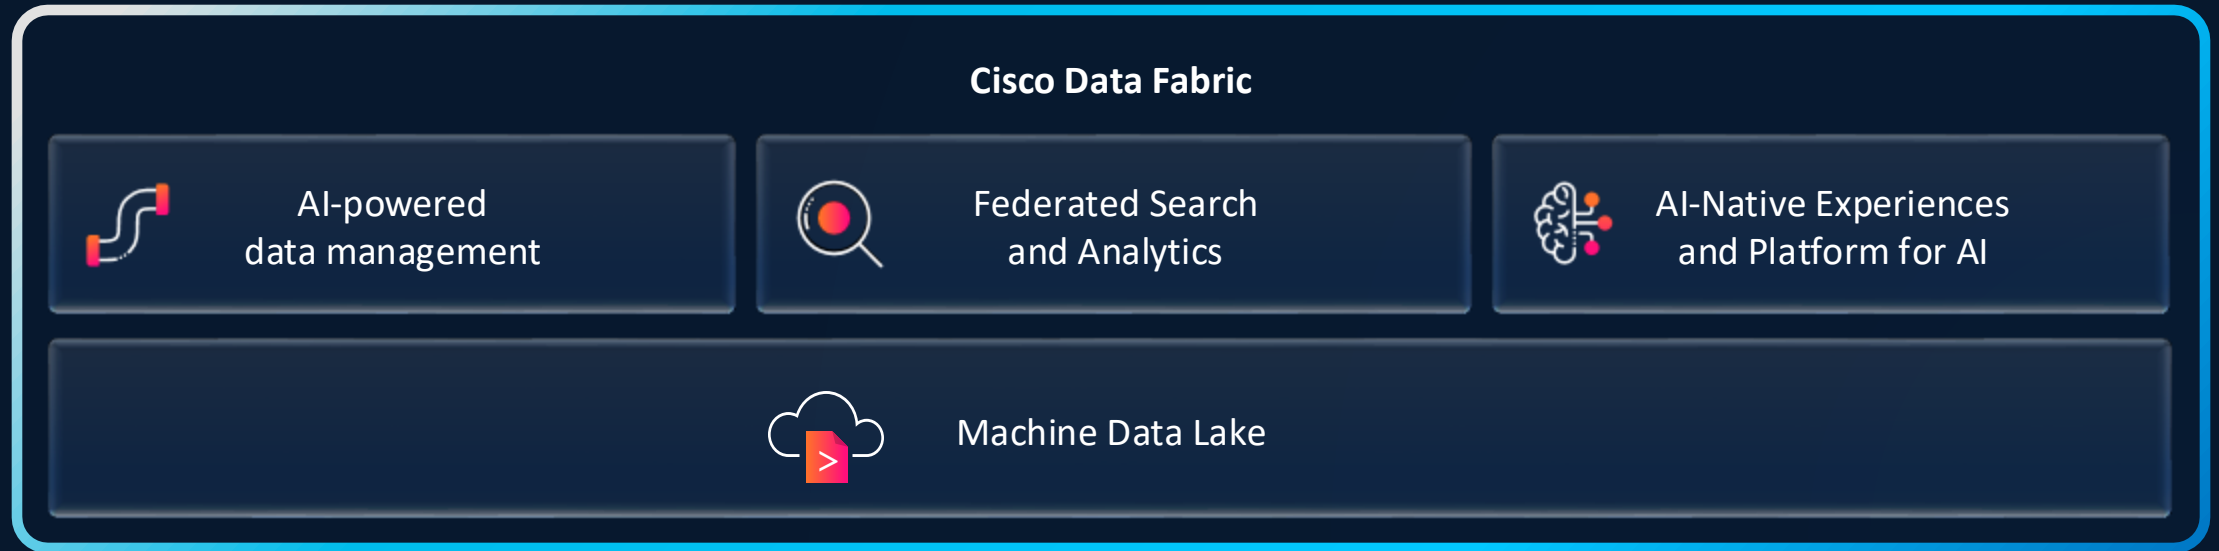 Cisco Data Fabric
AI-powered
data management
Federated Search
and Analytics
AI-Native Experiences
and Platform for AI
>
Machine Data Lake